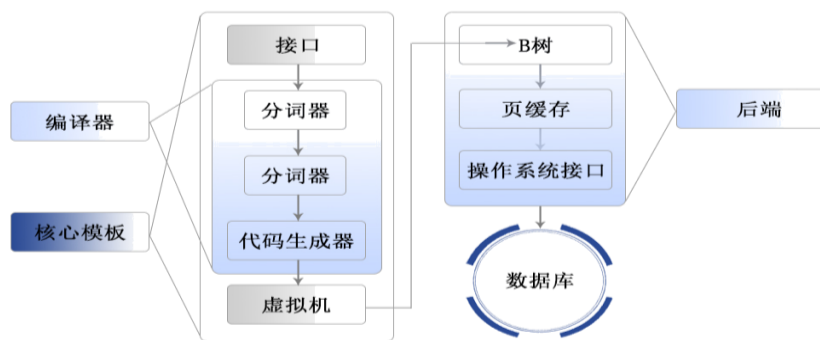 编译器
核心模板
接口
分词器
分词器
代码生成器
虚拟机
B树
页缓存
操作系统接口
数据库
后端